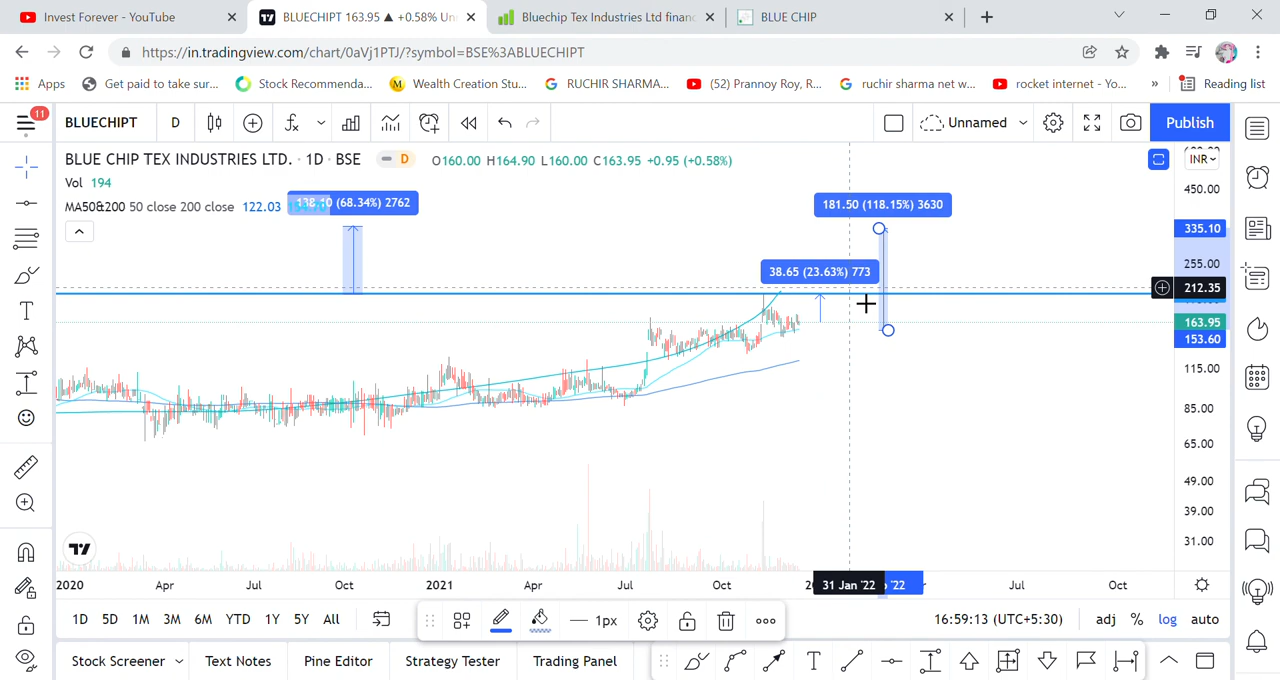 Invest Forever - YouTube
BLUECHIPT 163.95 ▲ +0.58% Un
Bluechip Tex Industries Ltd finan
BLUE CHIP
https://in.tradingview.com/chart/0aVj1PTJ/?symbol=BSE%3ABLUECHIPT
Apps
Get paid to take sur...
Stock Recommenda...
Wealth Creation Stu...
RUCHIR SHARMA...
(52) Prannoy Roy, R...
ruchir sharma net w...
rocket internet - Yo...
»
Reading list
11
BLUECHIPT
D
Unnamed
Publish
BLUE CHIP TEX INDUSTRIES LTD. · 1D · BSE
D
O160.00 H164.90 L160.00 C163.95 +0.95 (+0.58%)
INR
Vol 194
450.00
MA50&200 50 close 200 close 122.03
138.10 (68.34%) 2762
181.50 (118.15%) 3630
335.10
38.65 (23.63%) 773
255.00
212.35
163.95
153.60
115.00
85.00
65.00
49.00
39.00
31.00
2020
Apr
Jul
Oct
2021
Apr
Jul
Oct
31 Jan '22
'22
Jul
Oct
1D
5D
1M
3M
6M
YTD
1Y
5Y
All
1px
16:59:13 (UTC+5:30)
adj
%
log
auto
Stock Screener
Text Notes
Pine Editor
Strategy Tester
Trading Panel